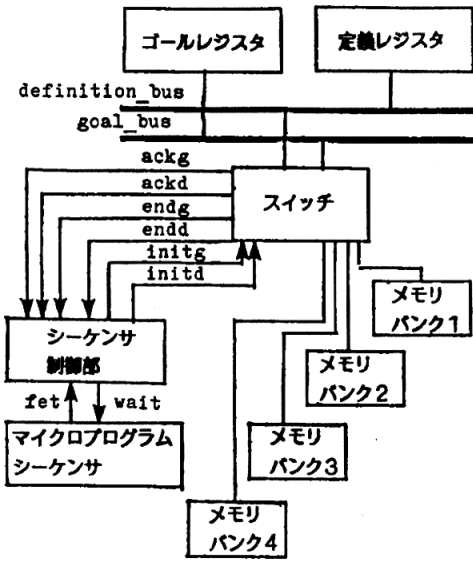 ゴールレジスタ
定義レジスタ
definition_bus
goal_bus
ackg
ackd
endg
endd
initg
initd
スイッチ
シーケンサ
制御部
fet
wait
マイクロプログラム
シーケンサ
メモリ
バンク1
メモリ
バンク2
メモリ
バンク3
メモリ
バンク4